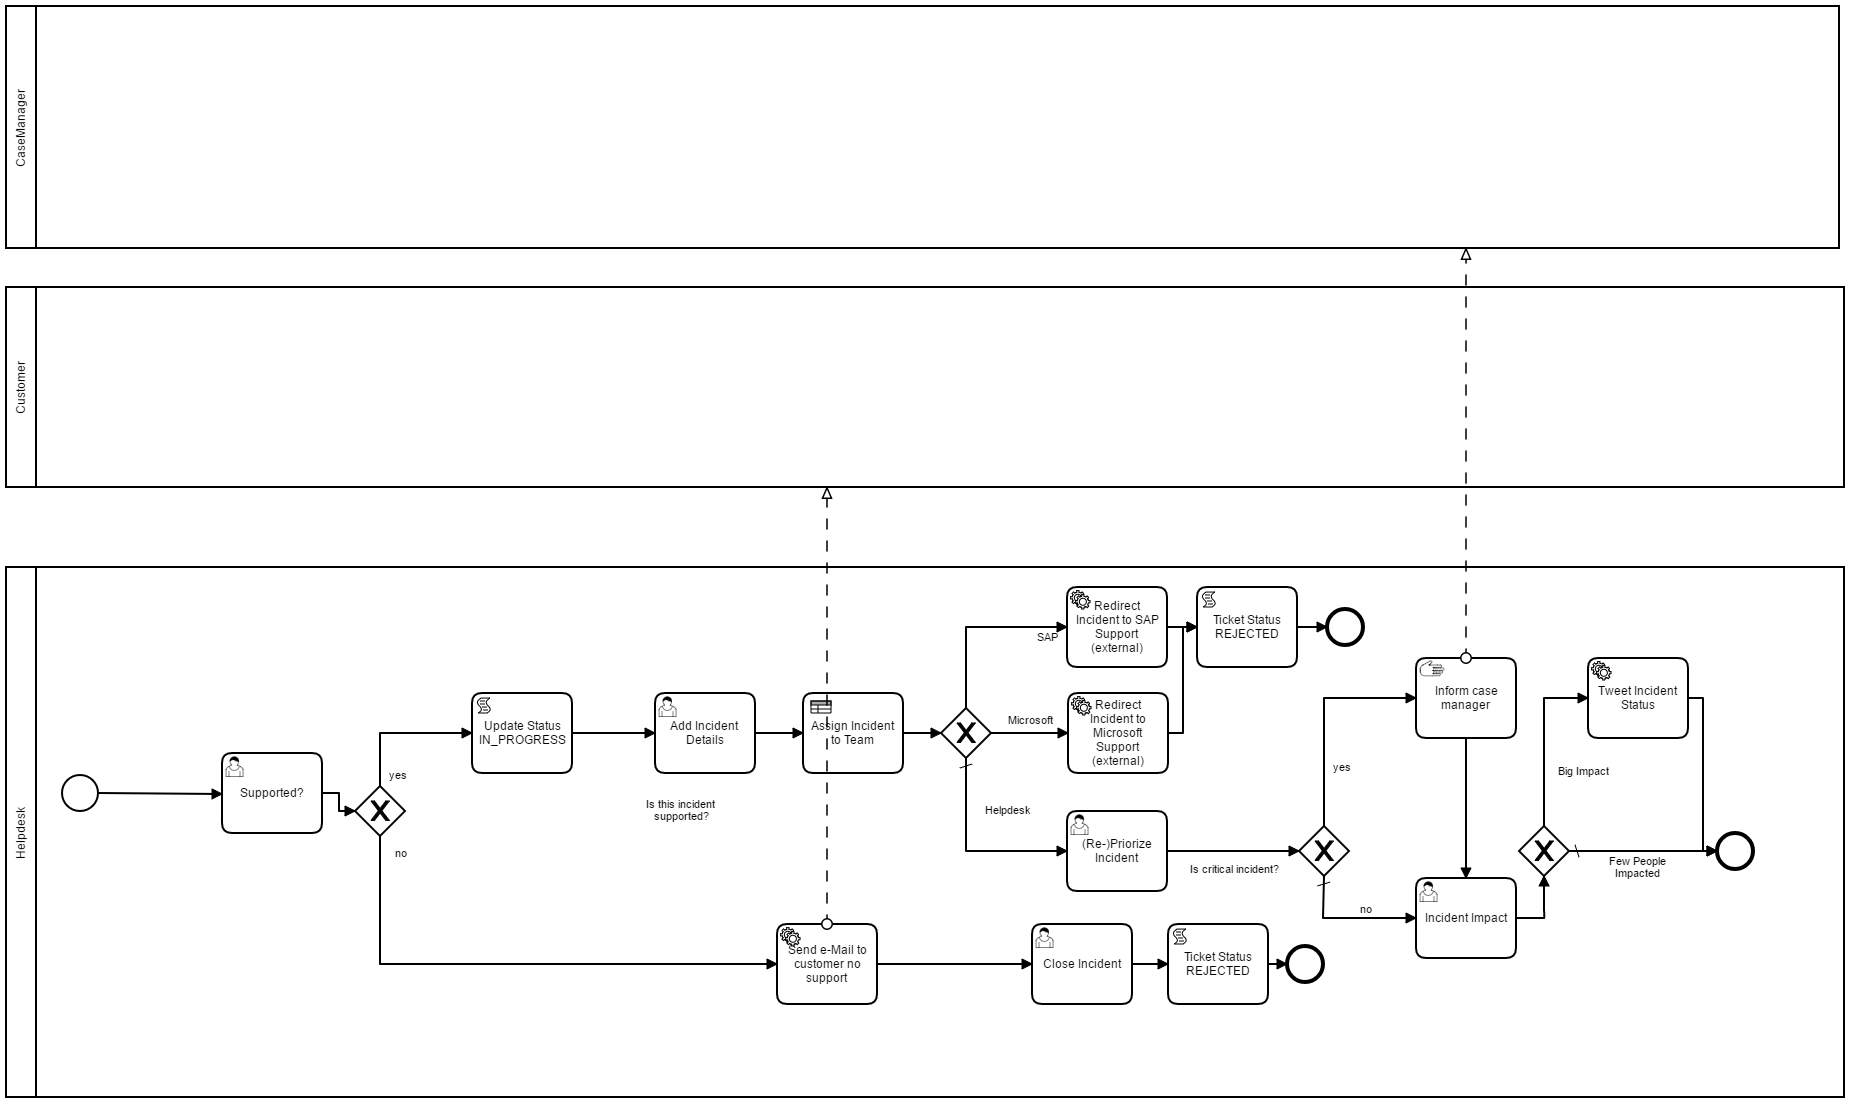 CaseManager
Customer
Helpdesk
Supported?
yes
no
Update Status
IN_PROGRESS
Add Incident
Details
Is this incident
supported?
Assign Incident
to Team
SAP
Microsoft
Helpdesk
Redirect
Incident to SAP
Support
(external)
Ticket Status
REJECTED
Redirect
Incident to
Microsoft
Support
(external)
(Re-)Priorize
Incident
Is critical incident?
yes
no
Inform case
manager
Incident Impact
Big Impact
Tweet Incident
Status
Few People
Impacted
Send e-Mail to
customer no
support
Close Incident
Ticket Status
REJECTED